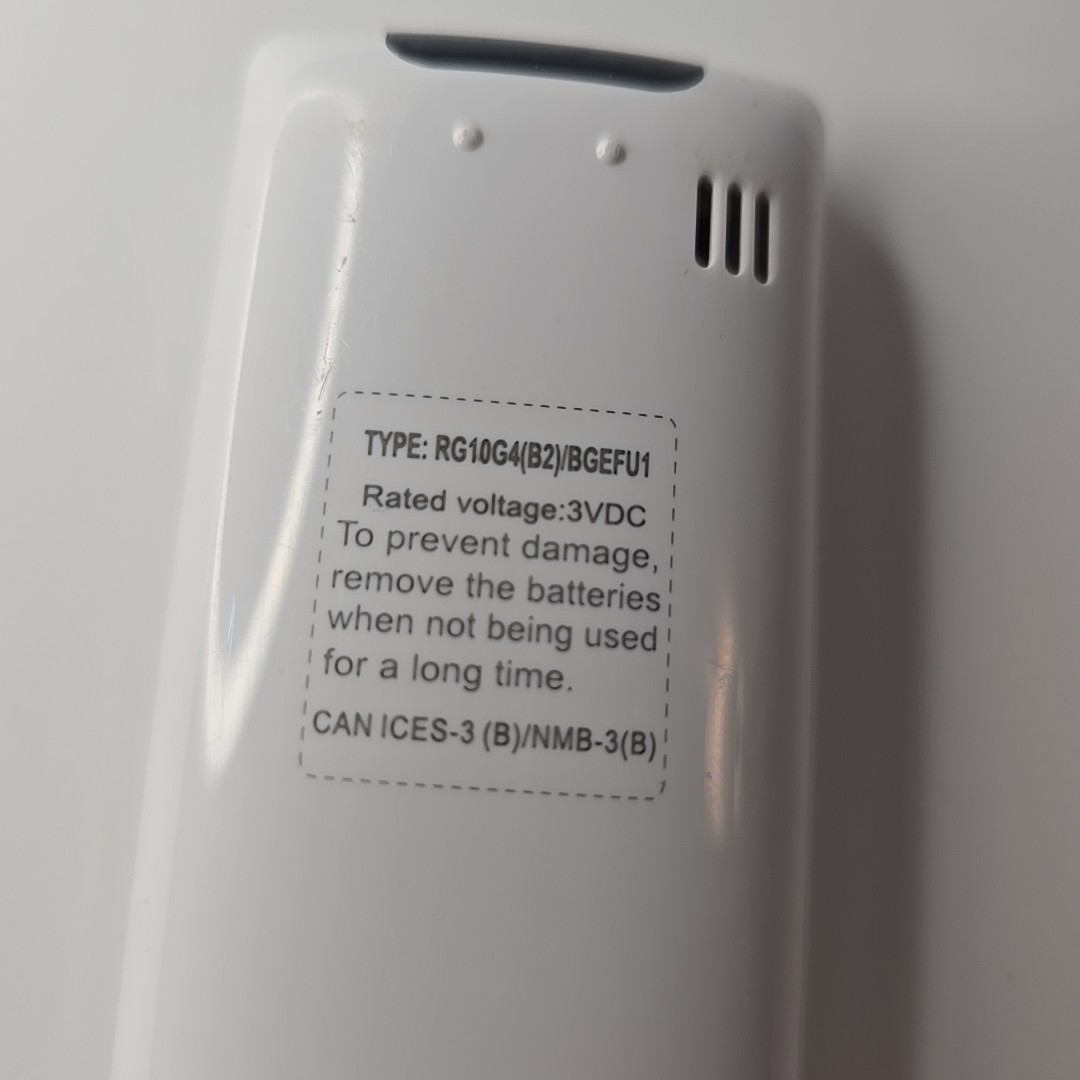 TYPE: RG10G4(B2)/BGEFU1
Rated voltage:3VDC
To prevent damage,
remove the batteries
when not being used
for a long time.
CAN ICES-3 (B)/NMB-3(B)